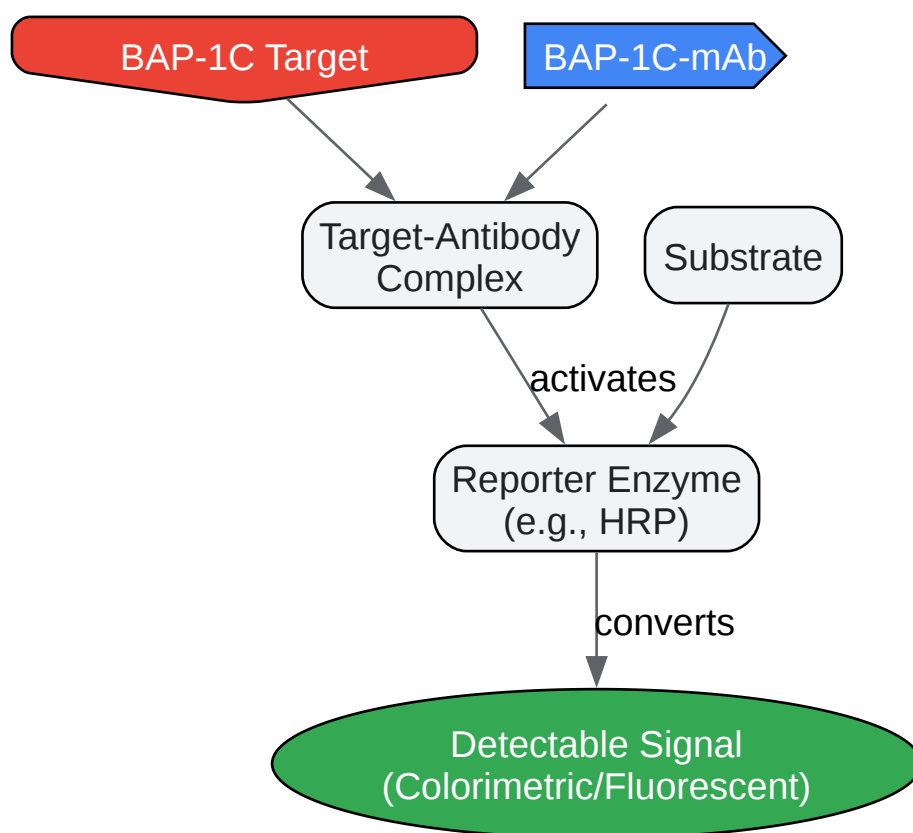 BAP-1C Target
BAP-1C-mAb
Target-Antibody
Complex
Substrate
activates
Reporter Enzyme
(e.g., HRP)
converts
Detectable Signal
(Colorimetric/Fluorescent)